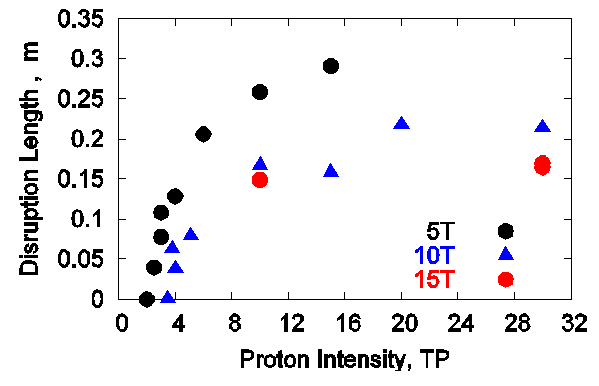 0.35
0.3
0.25
0.2
0.15
0.1
0.05
0
Disruption Length , m
5T
10T
15T
0 4 8 12 16 20 24 28 32
Proton Intensity, TP